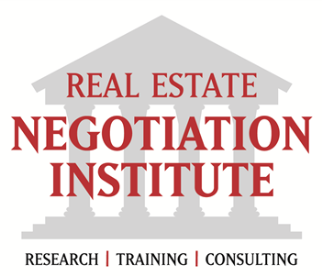 REAL ESTATE
NEGOTIATION
INSTITUTE
RESEARCH | TRAINING | CONSULTING